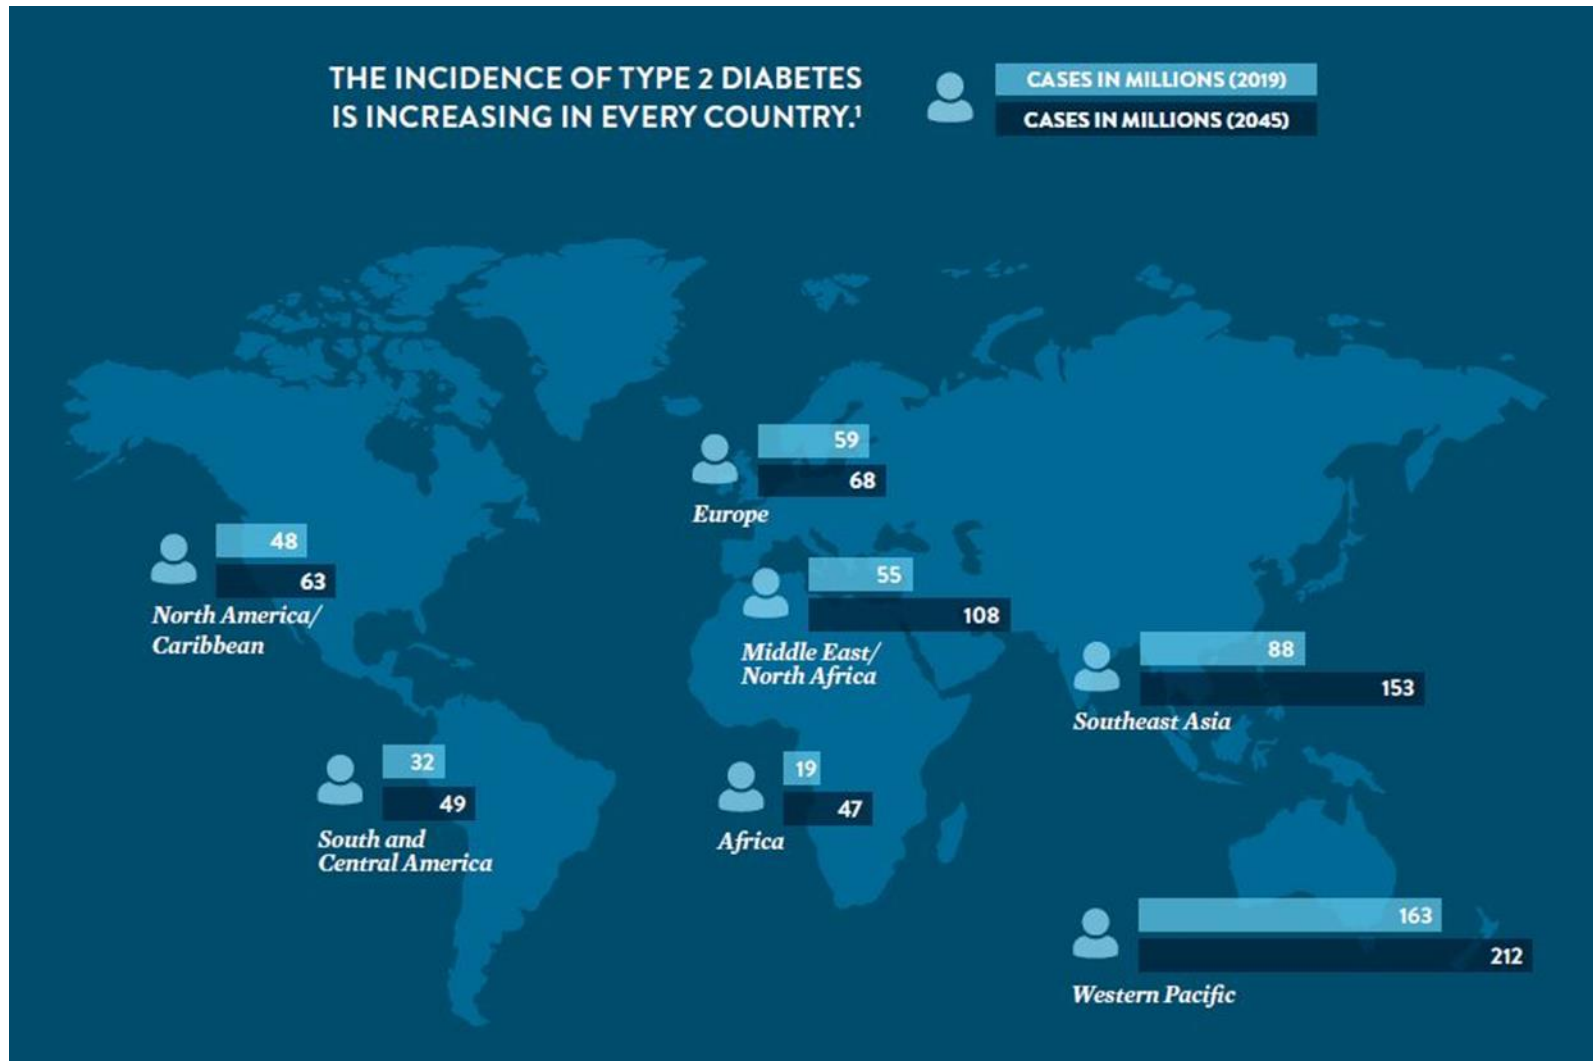 THE INCIDENCE OF TYPE 2 DIABETES
IS INCREASING IN EVERY COUNTRY.¹
CASES IN MILLIONS (2019)
CASES IN MILLIONS (2045)
59
68
Europe
48
63
North America/
Caribbean
55
108
Middle East/
North Africa
88
153
Southeast Asia
32
49
South and
Central America
19
47
Africa
163
212
Western Pacific